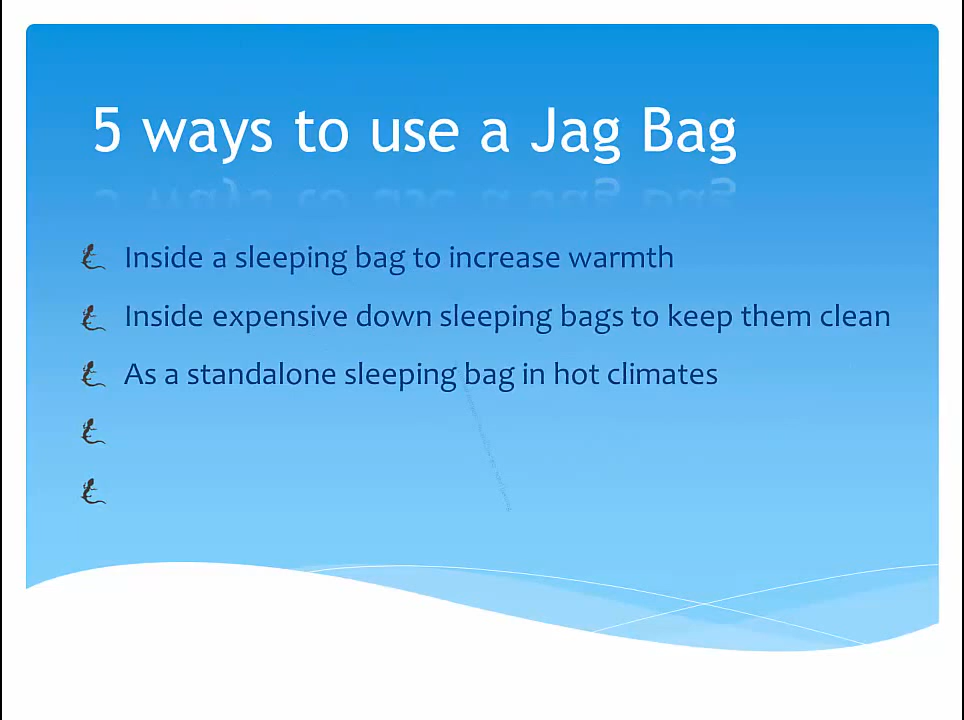 5 ways to use a Jag Bag
Inside a sleeping bag to increase warmth
Inside expensive down sleeping bags to keep them clean
As a standalone sleeping bag in hot climates